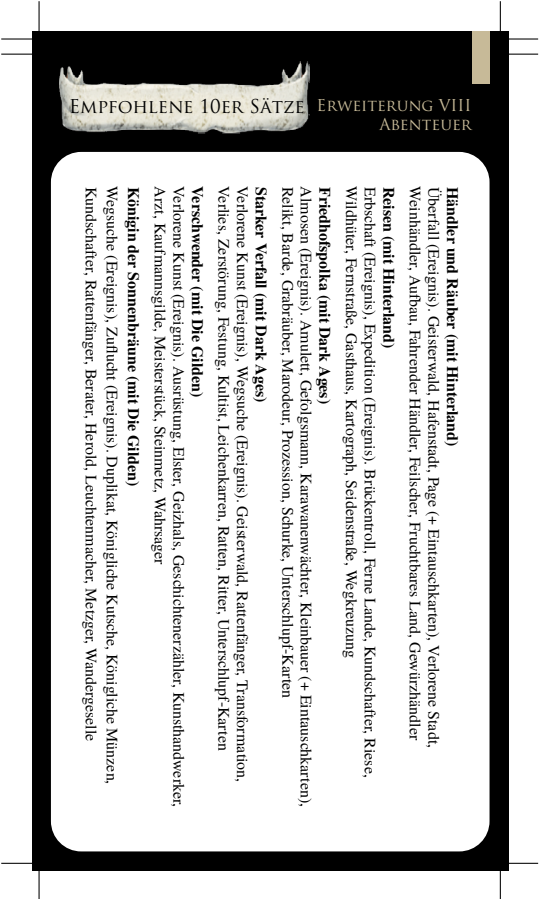 Empfohlene 10er Sätze
Erweiterung VIII
Abenteuer
Händler und Räuber (mit Hinterland)
Überfall (Ereignis). Geisterwald, Hafenstadt, Page (+ Eintauschkarten), Verlorene Stadt,
Weinhändler, Aufbau, Fahrender Händler, Feilscher, Fruchtbares Land, Gewürzhändler
Reisen (mit Hinterland)
Erbschaft (Ereignis), Expedition (Ereignis). Brückentroll, Ferne Lande, Kundschafter, Riese,
Wildhüter, Fernstraße, Gasthaus, Kartograph, Seidenstraße, Wegkreuzung
Friedhofspolka (mit Dark Ages)
Almosen (Ereignis). Amulett, Gefolgsmann, Karawanenwächter, Kleinbauer (+ Eintauschkarten),
Relikt, Barde, Grabräuber, Marodeur, Prozession, Schurke, Unterschlupf-Karten
Starker Verfall (mit Dark Ages)
Verlorene Kunst (Ereignis), Wegsuche (Ereignis). Geisterwald, Rattenfänger, Transformation,
Verlies, Zerstörung, Festung, Kultist, Leichenkarren, Ratten, Ritter, Unterschlupf-Karten
Verschwender (mit Die Gilden)
Verlorene Kunst (Ereignis). Ausrüstung, Elster, Geizhals, Geschichtenerzähler, Kunsthandwerker,
Arzt, Kaufmannsgilde, Meisterstück, Steinmetz, Wahrsager
Königin der Sonnenbräune (mit Die Gilden)
Wegsuche (Ereignis), Zuflucht (Ereignis). Duplikat, Königliche Kutsche, Königliche Münzen,
Kundschafter, Rattenfänger, Berater, Herold, Leuchtenmacher, Metzger, Wandergeselle